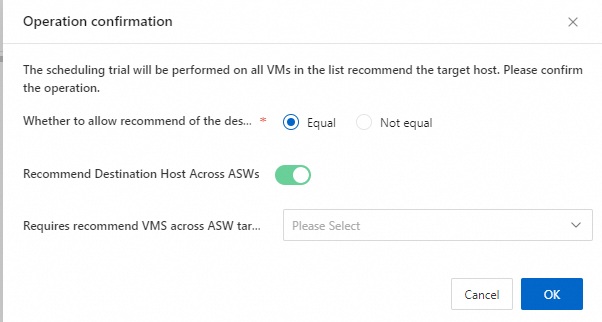 Operation confirmation
The scheduling trial will be performed on all VMs in the list recommend the target host. Please confirm
the operation.
Whether to allow recommend of the des... * Equal Not equal
Recommend Destination Host Across ASWs
Requires recommend VMS across ASW tar... Please Select
Cancel OK